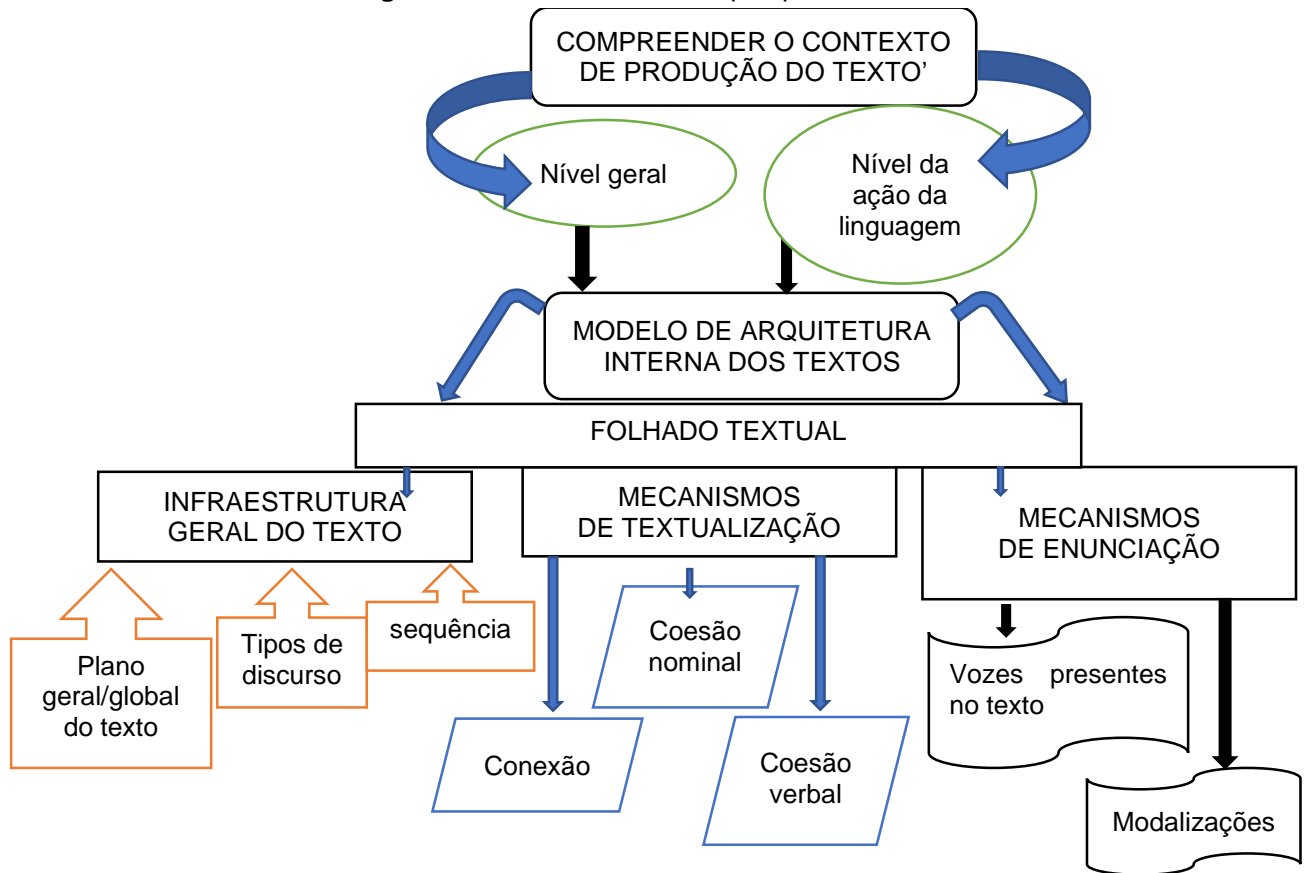 COMPREENDER O CONTEXTO
DE PRODUÇÃO DO TEXTO’
Nível geral
Nível da
ação da
linguagem
MODELO DE ARQUITETURA
INTERNA DOS TEXTOS
FOLHADO TEXTUAL
INFRAESTRUTURA
GERAL DO TEXTO
MECANISMOS
DE TEXTUALIZAÇÃO
MECANISMOS
DE ENUNCIAÇÃO
Plano
geral/global
do texto
Tipos de
discurso
sequência
Conexão
Coesão
nominal
Coesão
verbal
Vozes presentes
no texto
Modalizações